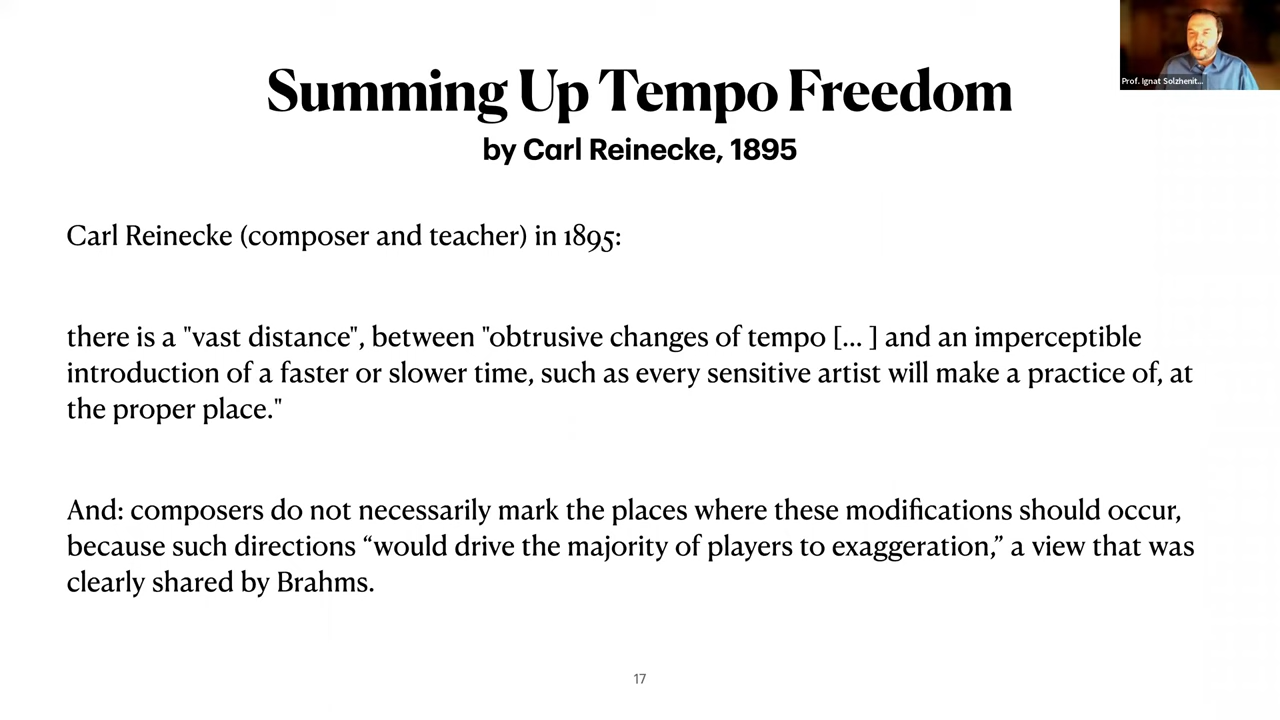 Prof. Ignat Solzhenit...
Summing Up Tempo Freedom
by Carl Reinecke, 1895
Carl Reinecke (composer and teacher) in 1895:
there is a "vast distance", between "obtrusive changes of tempo [... ] and an imperceptible
introduction of a faster or slower time, such as every sensitive artist will make a practice of, at
the proper place."
And: composers do not necessarily mark the places where these modifications should occur,
because such directions “would drive the majority of players to exaggeration,” a view that was
clearly shared by Brahms.
17